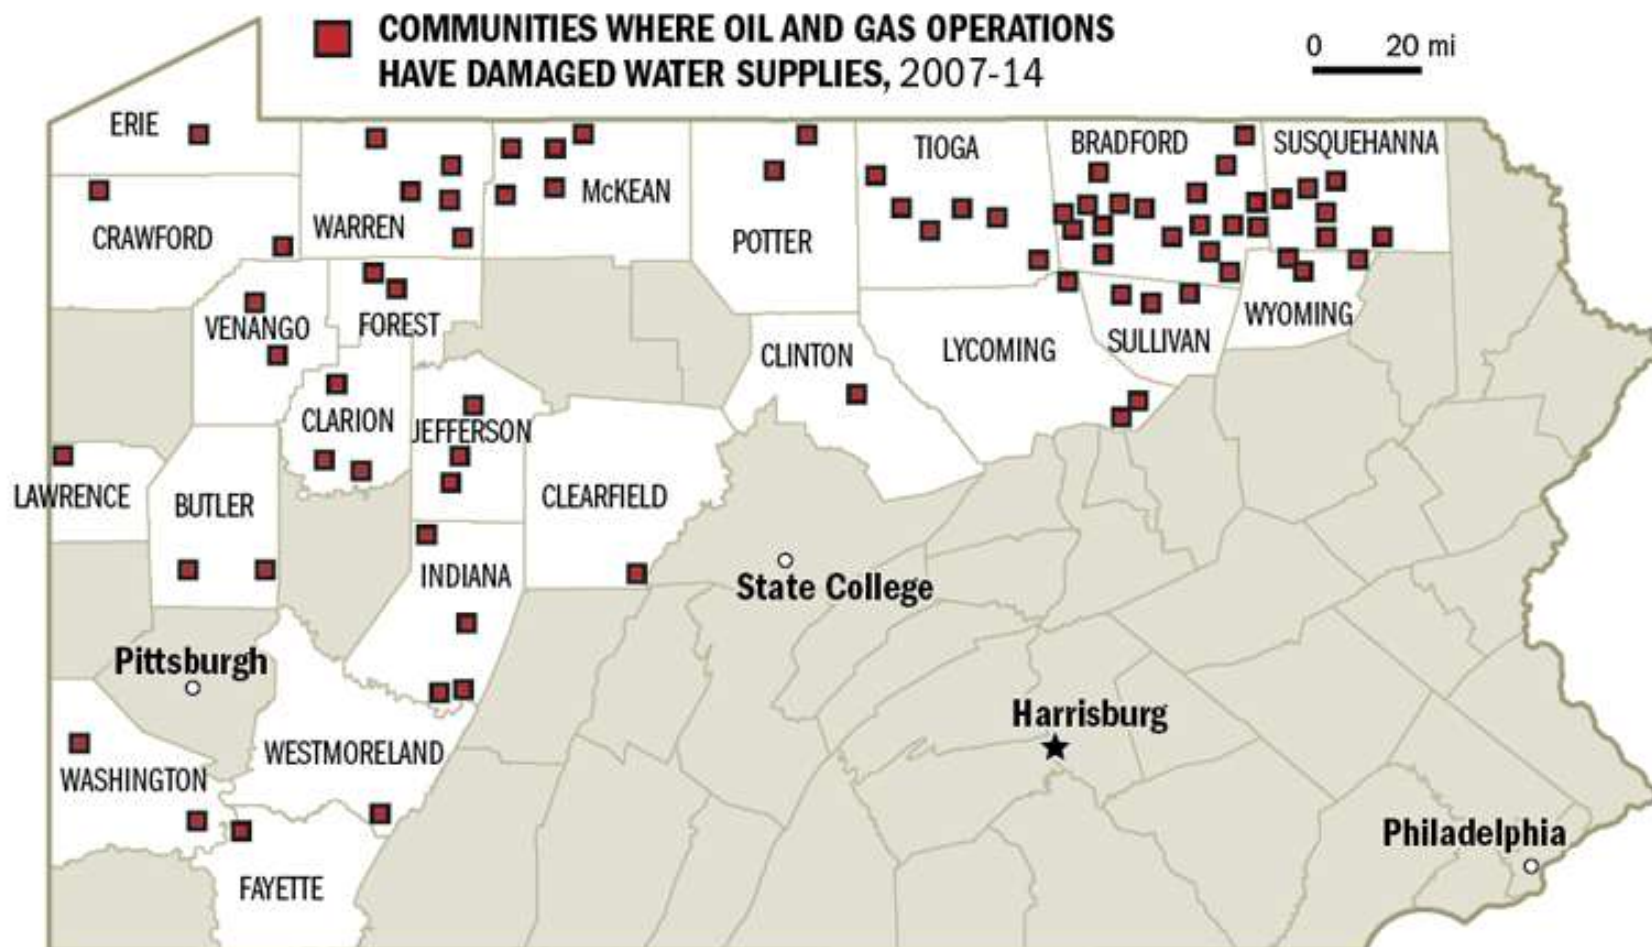 COMMUNITIES WHERE OIL AND GAS OPERATIONS
HAVE DAMAGED WATER SUPPLIES, 2007-14
0 20 mi
ERIE
CRAWFORD
WARREN
McKEAN
POTTER
TIOGA
BRADFORD
SUSQUEHANNA
VENANGO
FOREST
CLINTON
LYCOMING
SULLIVAN
WYOMING
CLARION
JEFFERSON
LAWRENCE
BUTLER
CLEARFIELD
INDIANA
State College
Pittsburgh
Harrisburg
WESTMORELAND
WASHINGTON
Philadelphia
FAYETTE